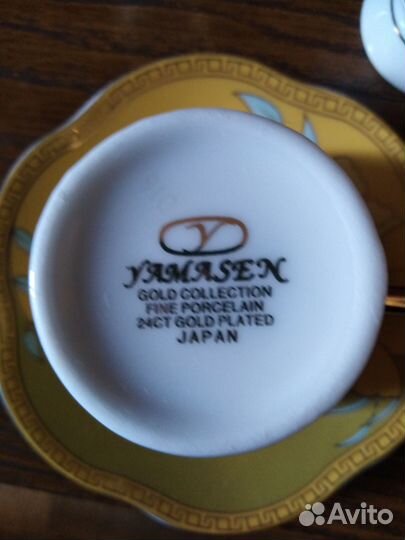 Y
YAMASEN
GOLD COLLECTION
FINE PORCELAIN
24CT GOLD PLATED
JAPAN
Avito